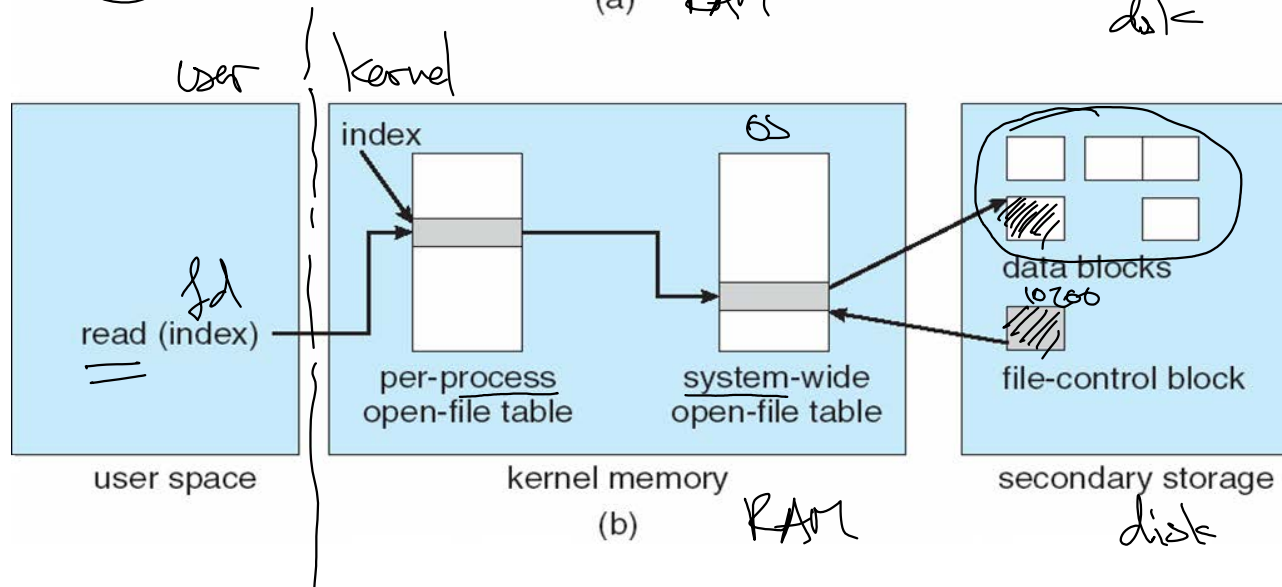 (a) RAM
disk
user kernel
index
OS
fd
read (index)
data blocks
file-control block
per-process
open-file table
system-wide
open-file table
user space
kernel memory
secondary storage
(b)
RAM
disk